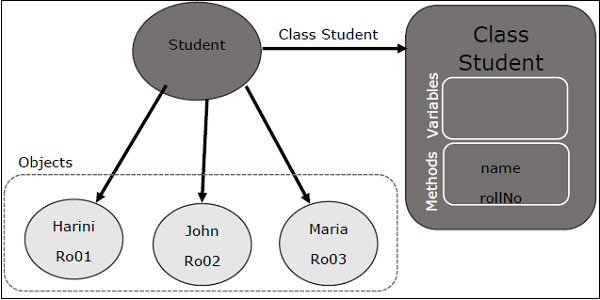 Student
Class Student
Class
Student
Variables
Methods
name
rollNo
Objects
Harini
Ro01
John
Ro02
Maria
Ro03